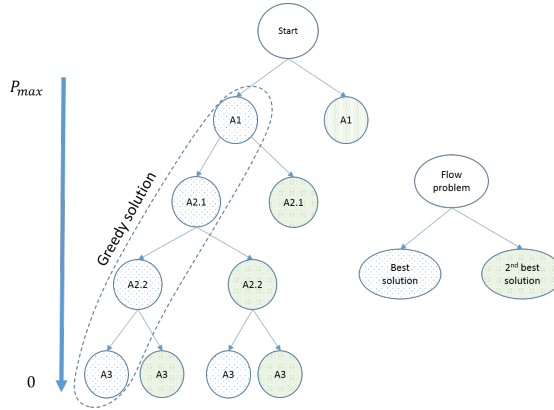 Start
P_max
A1
A1
Greedy solution
Flow
problem
A2.1
A2.1
Best
solution
2nd best
solution
A2.2
A2.2
A3
A3
A3
A3
0